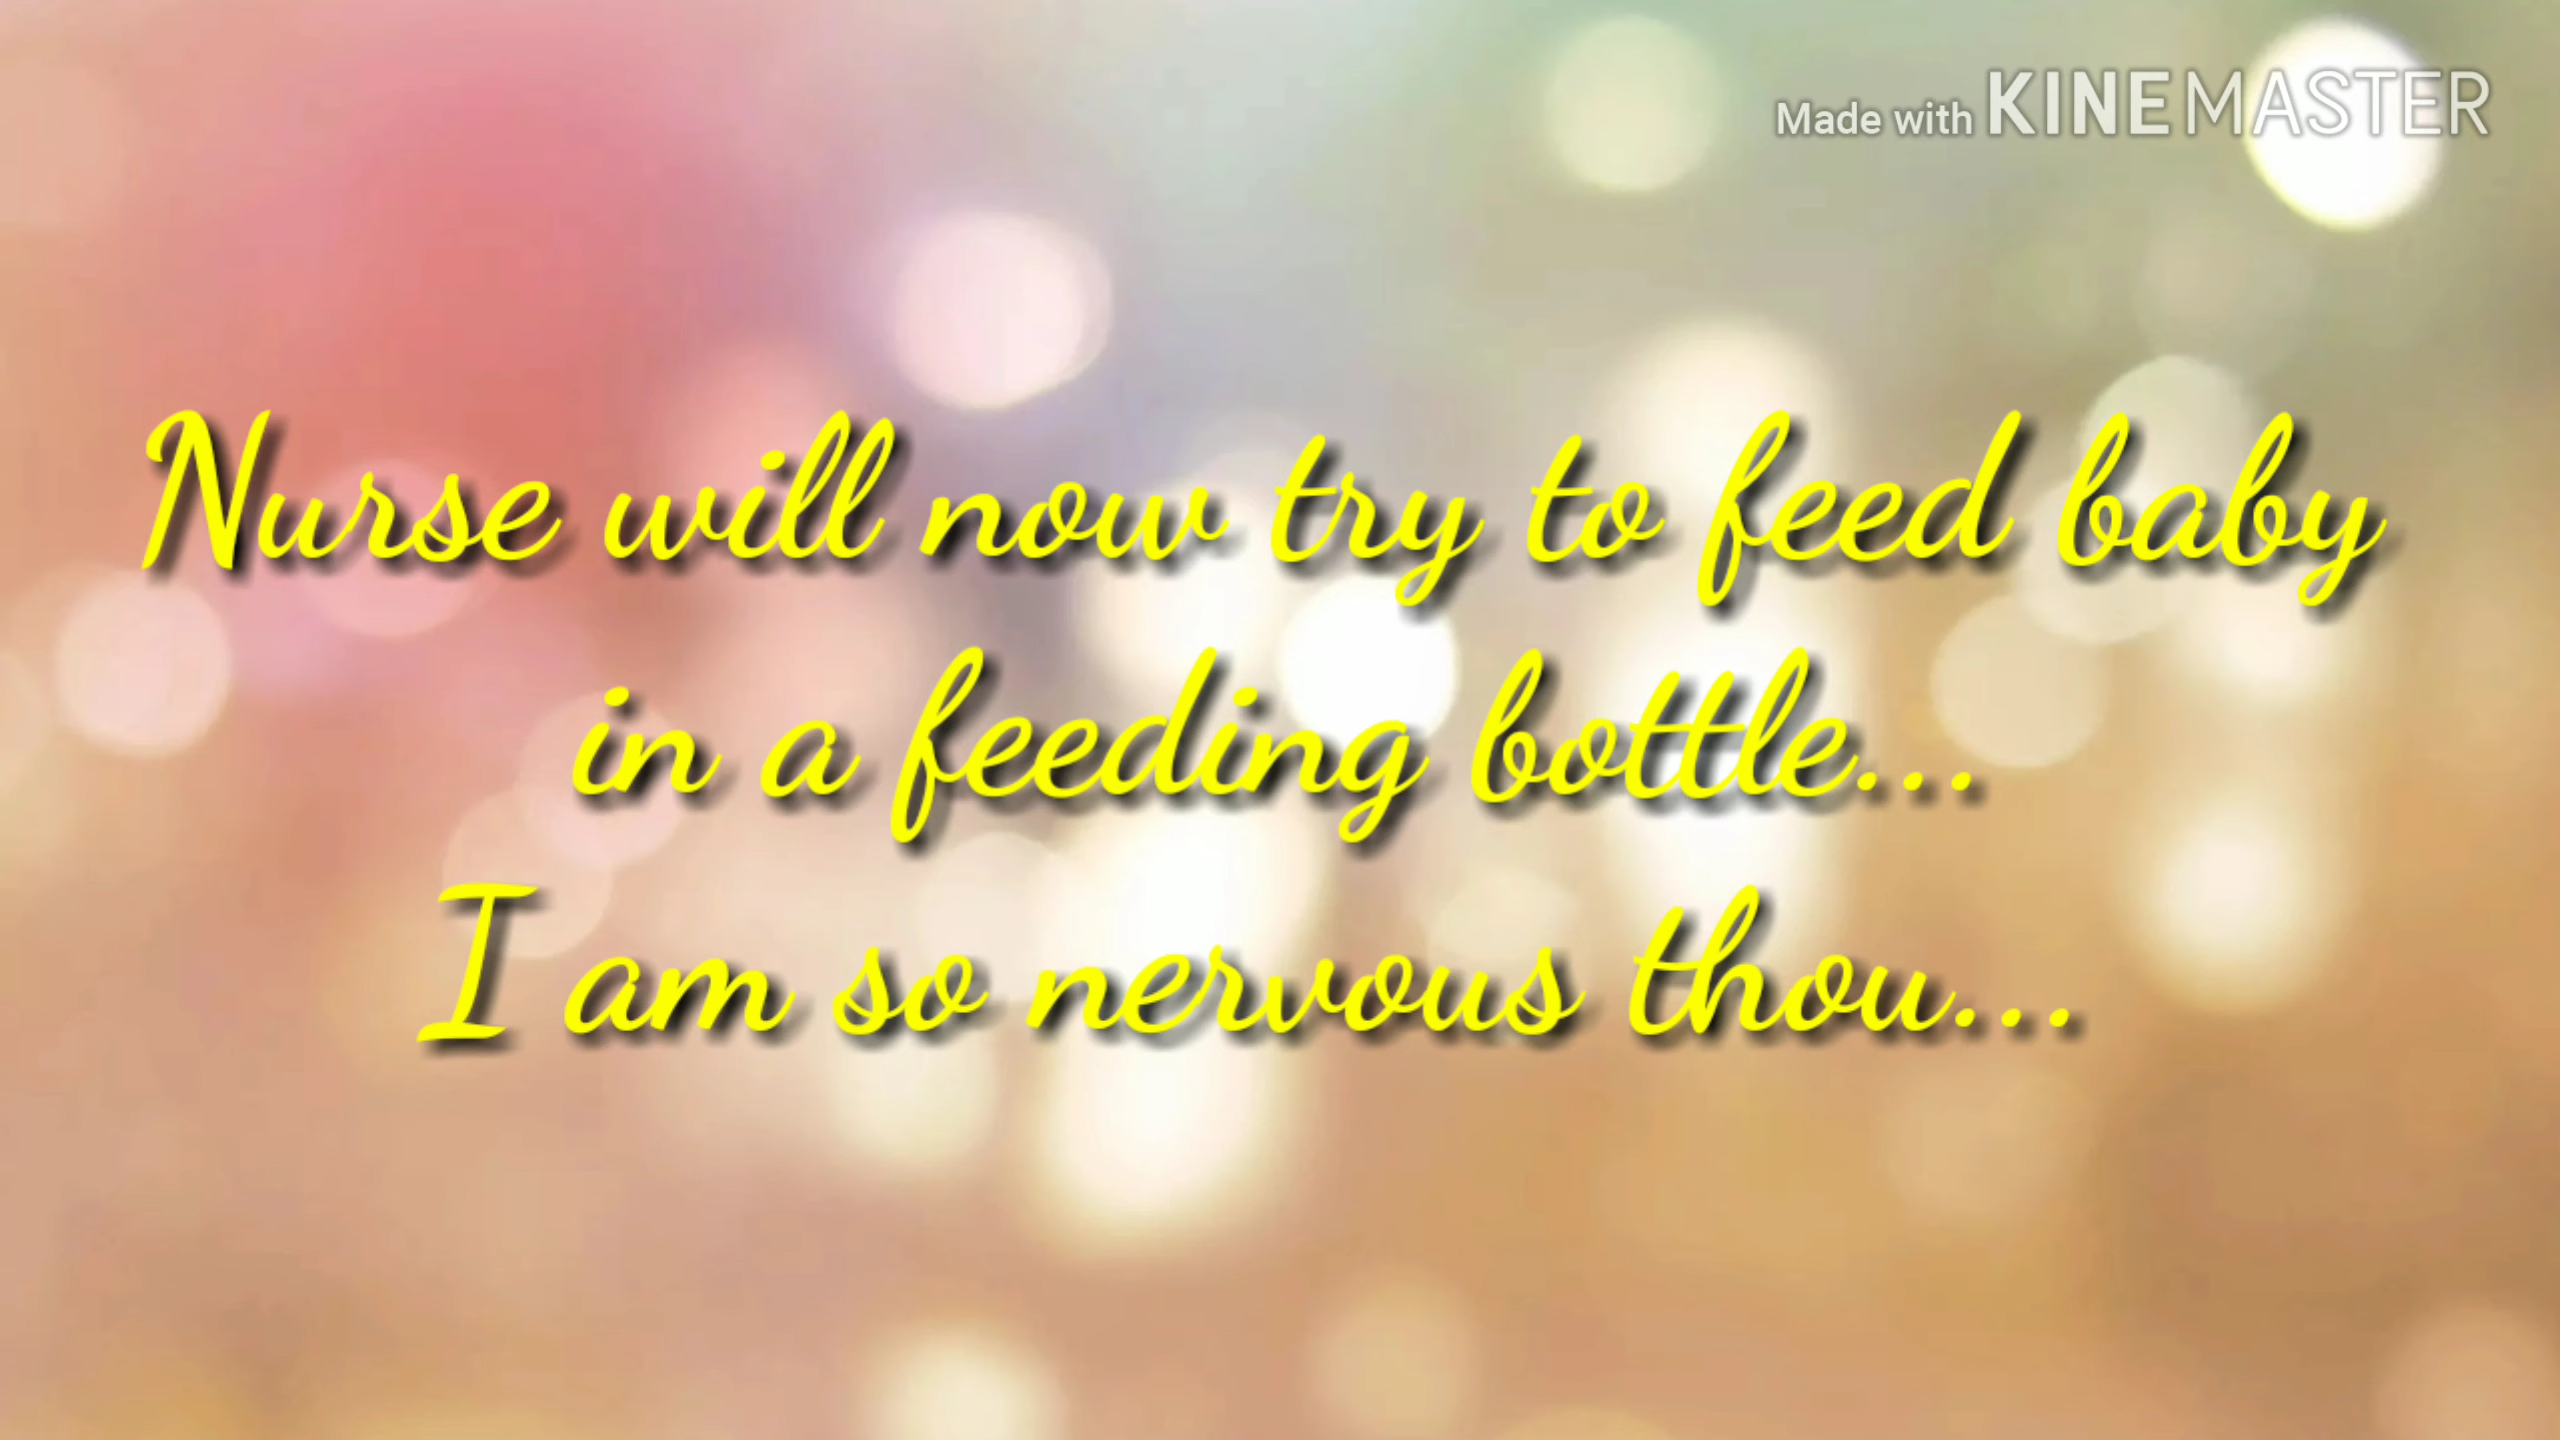 Made with KINEMASTER
Nurse will now try to feed baby
in a feeding bottle...
I am so nervous thou...